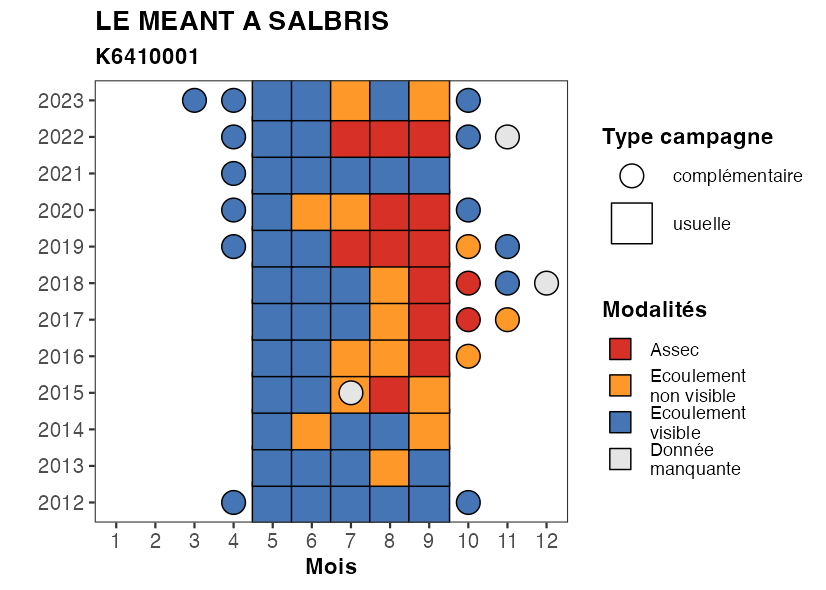 LE MEANT A SALBRIS
K6410001
2023
2022
2021
2020
2019
2018
2017
2016
2015
2014
2013
2012
1 2 3 4 5 6 7 8 9 10 11 12
Mois
Type campagne
complémentaire
usuelle
Modalités
Assec
Ecoulement
non visible
Ecoulement
visible
Donnée
manquante